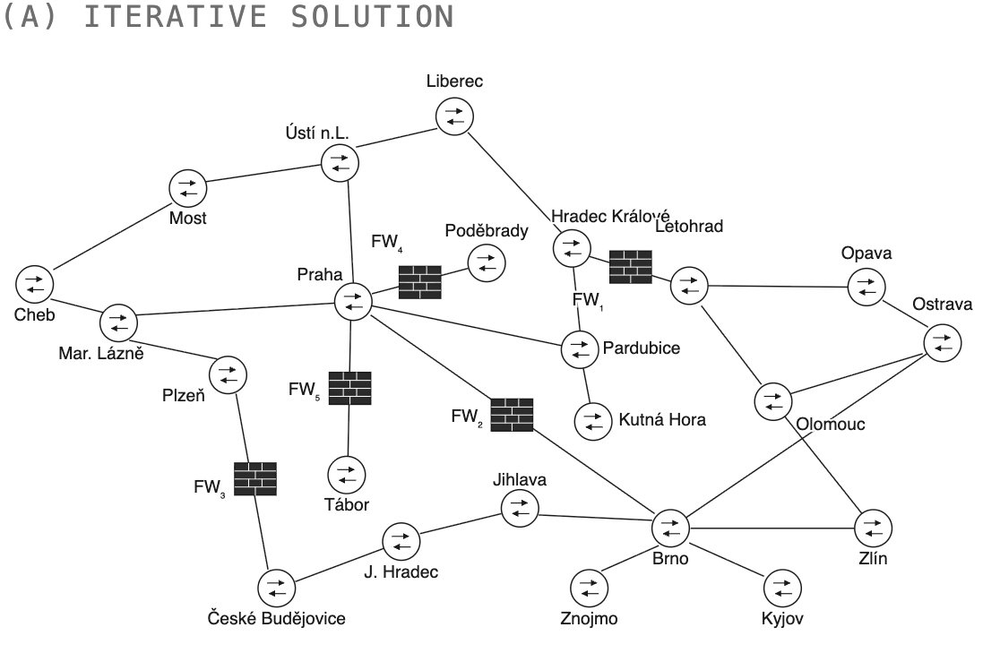 (A) ITERATIVE SOLUTION
Liberec
Ústí n.L.
Most
Hradec Králové
Letohrad
Poděbrady
FW4
Opava
Praha
Cheb
FW1
Ostrava
Mar. Lázně
Pardubice
Plzeň
FW5
FW2
Kutná Hora
Olomouc
FW3
Tábor
Jihlava
J. Hradec
Brno
Zlín
České Budějovice
Znojmo
Kyjov